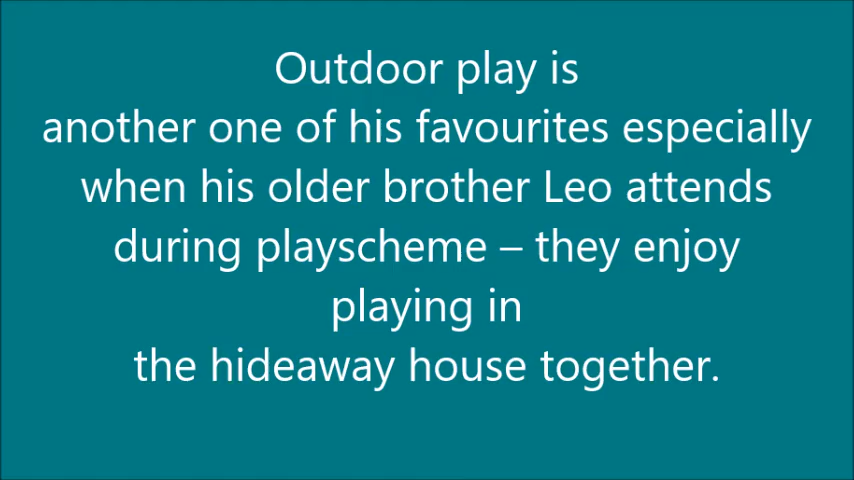 Outdoor play is
another one of his favourites especially
when his older brother Leo attends
during playscheme – they enjoy
playing in
the hideaway house together.